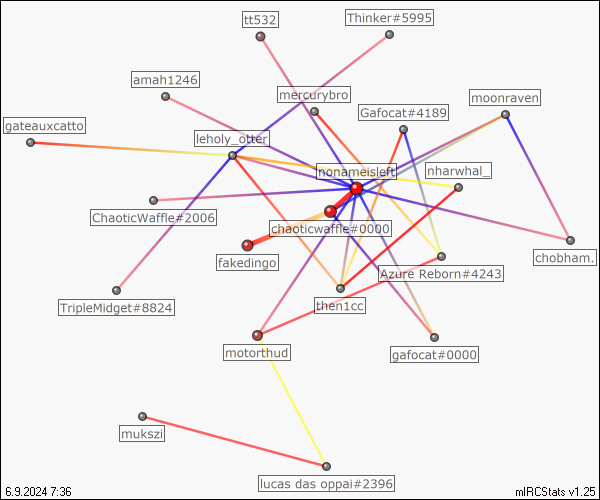 tt532
Thinker#5995
amah1246
mercurybro
moonraven
Gafocat#4189
gateauxcatto
leholy_otter
nonameisleft
nharwhal_
ChaoticWaffle#2006
chaoticwaffle#0000
fakedingo
chobham.
Azure Reborn#4243
TripleMidget#8824
then1cc
motorthud
gafocat#0000
mukszi
lucas das oppai#2396
6.9.2024 7:36
mIRCStats v1.25